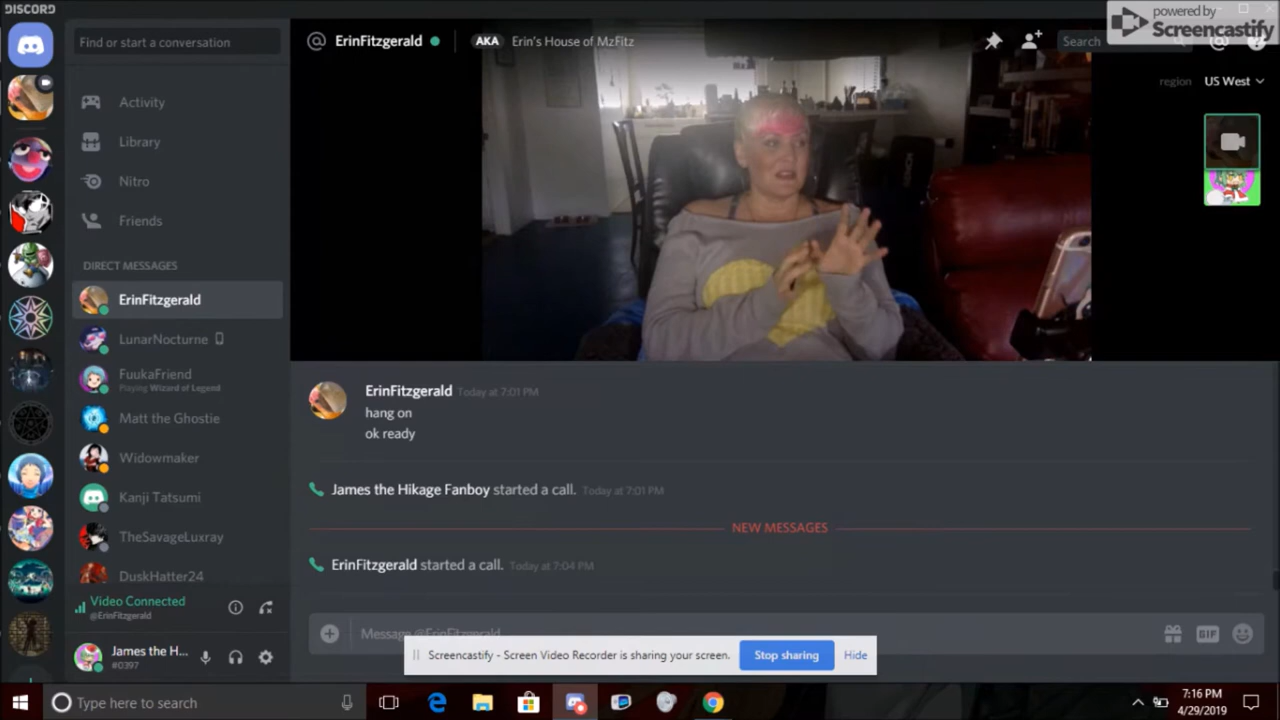 DISCORD
Find or start a conversation
Activity
Library
Nitro
Friends
DIRECT MESSAGES
ErinFitzgerald
LunarNocturne
FuukaFriend
Playing Wizard of Legend
Matt the Ghostie
Widowmaker
Kanji Tatsumi
TheSavageLuxray
DuskHatter24
Video Connected
@ErinFitzgerald
James the H...
#0397
@ ErinFitzgerald AKA Erin's House of MzFitz
Search
powered by
Screencastify
region US West
ErinFitzgerald Today at 7:01 PM
hang on
ok ready
James the Hikage Fanboy started a call. Today at 7:01 PM
NEW MESSAGES
ErinFitzgerald started a call. Today at 7:04 PM
Message @ErinFitzgerald
GIF
Screencastify - Screen Video Recorder is sharing your screen. Stop sharing Hide
Type here to search
7:16 PM
4/29/2019